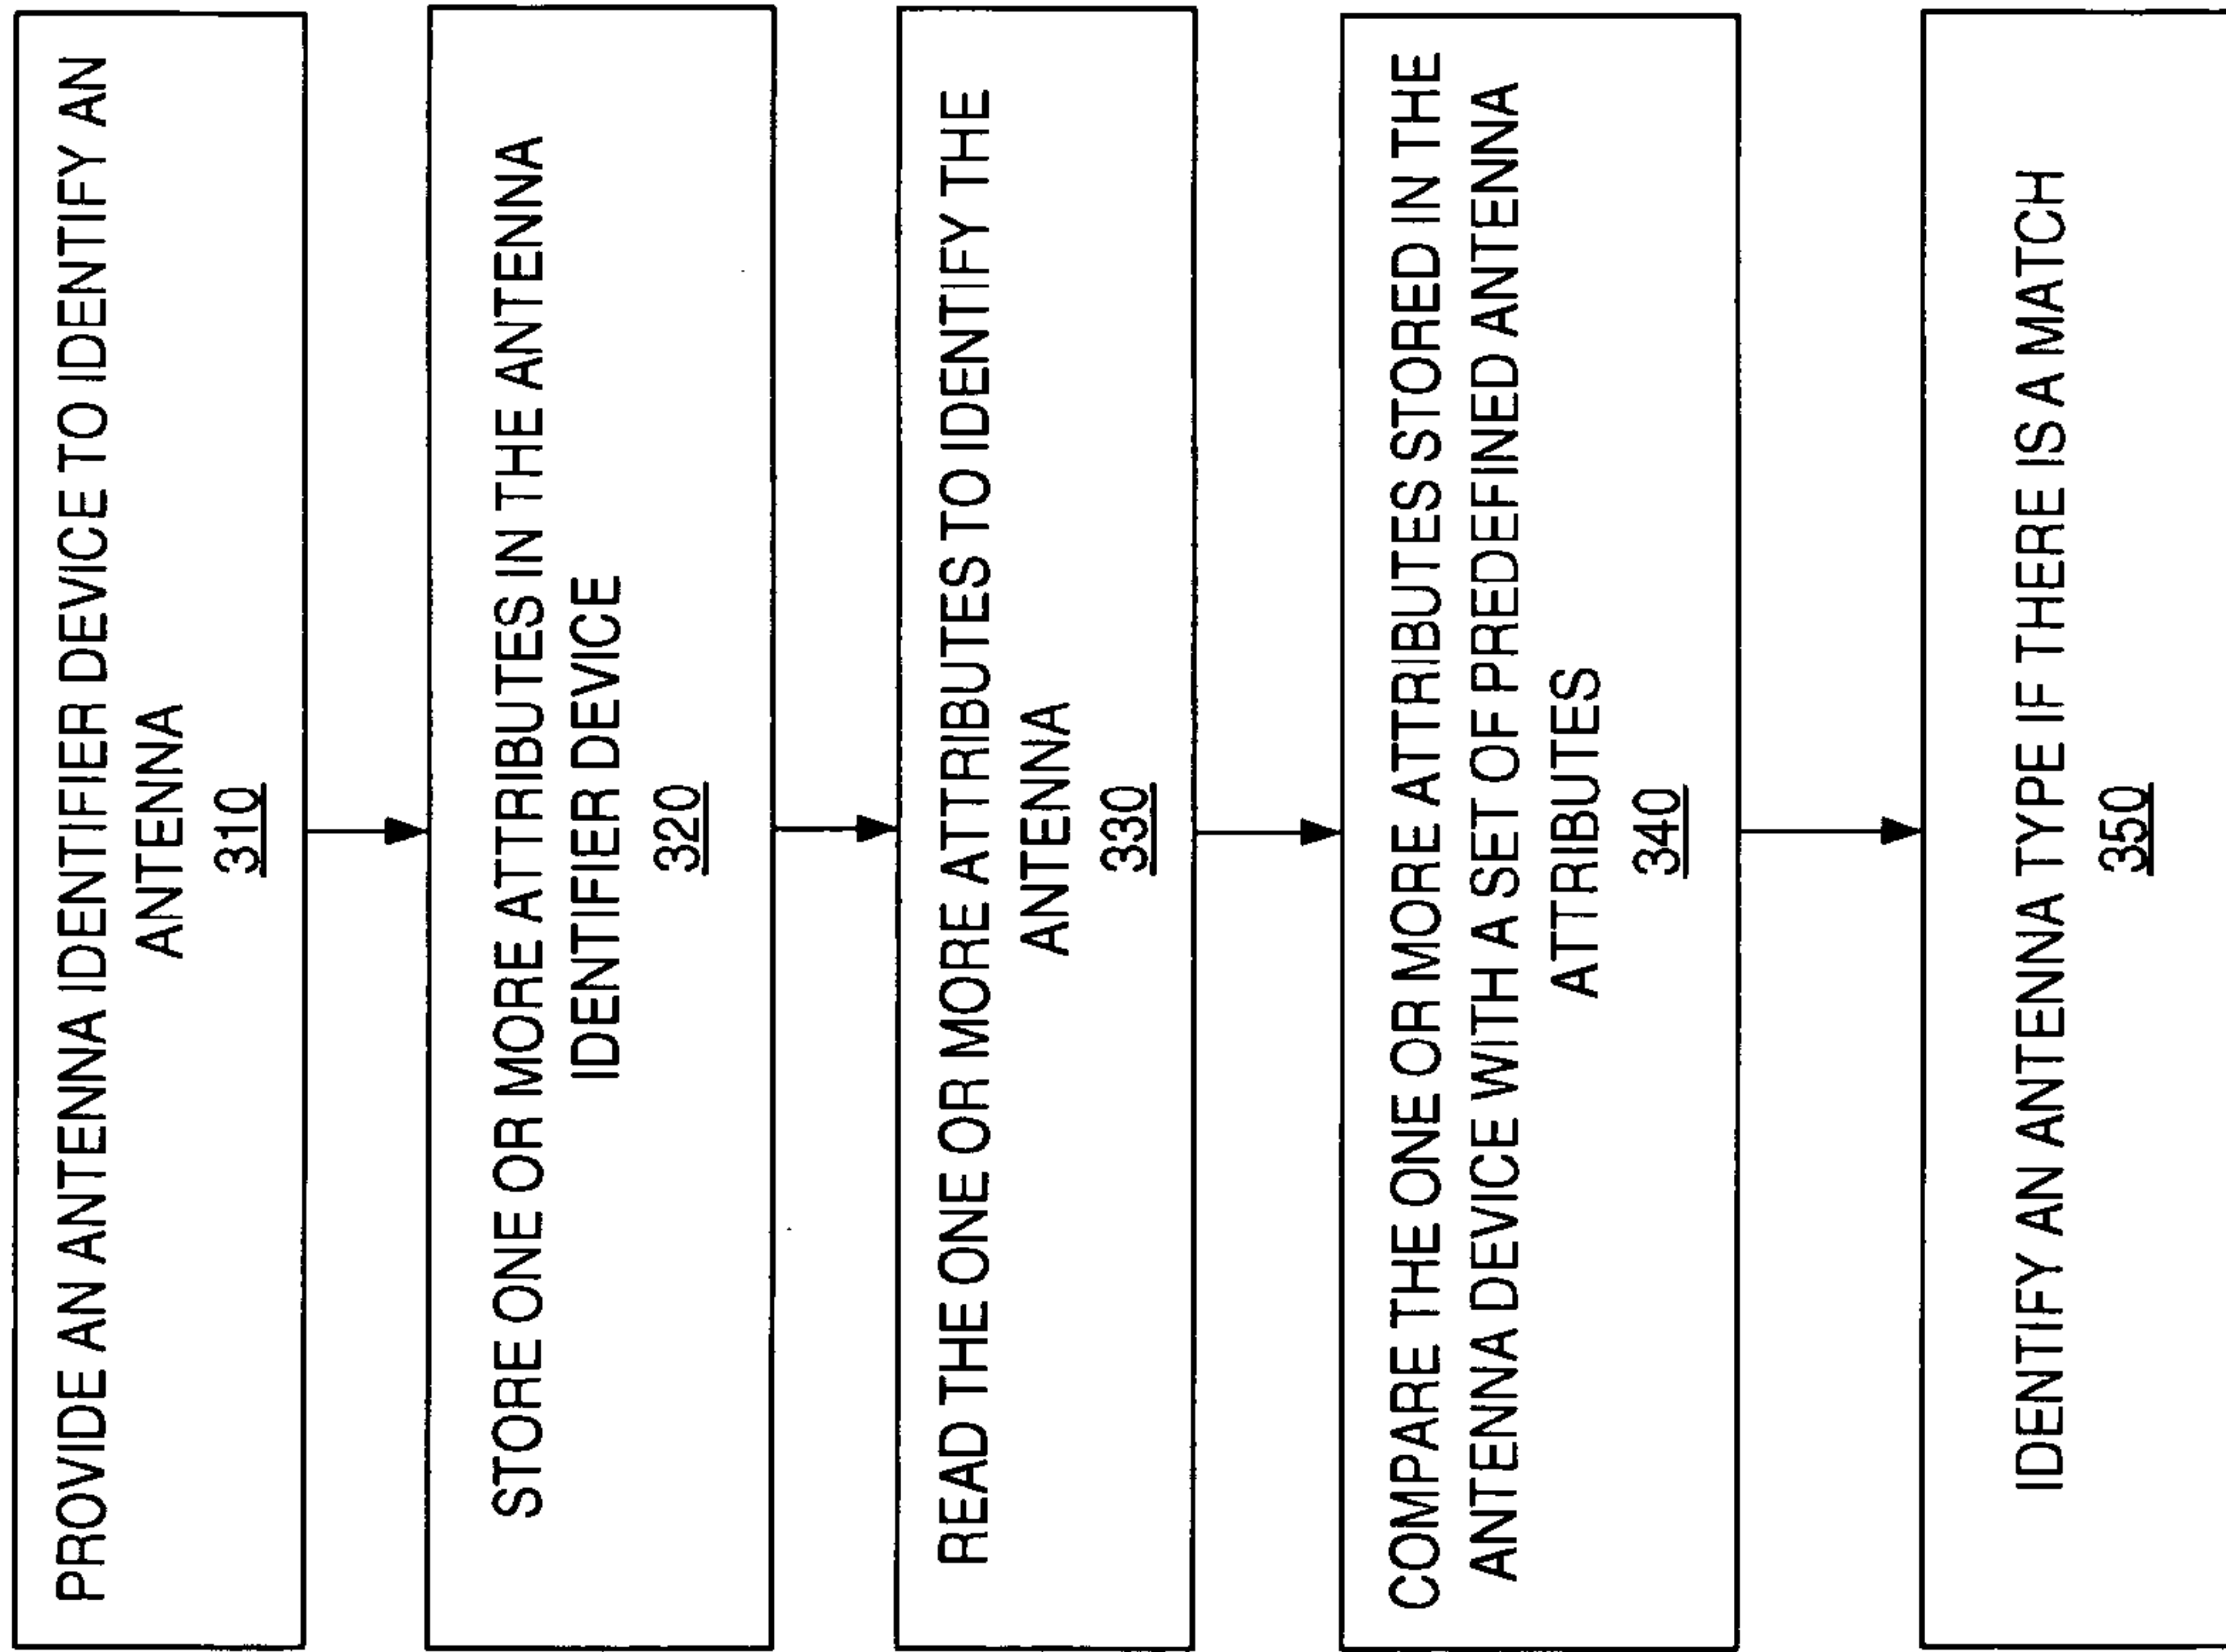 PROVIDE AN ANTENNA IDENTIFIER DEVICE TO IDENTIFY AN
ANTENNA
310
STORE ONE OR MORE ATTRIBUTES IN THE ANTENNA
IDENTIFIER DEVICE
320
READ THE ONE OR MORE ATTRIBUTES TO IDENTIFY THE
ANTENNA
330
COMPARE THE ONE OR MORE ATTRIBUTES STORED IN THE
ANTENNA DEVICE WITH A SET OF PREDEFINED ANTENNA
ATTRIBUTES
340
IDENTIFY AN ANTENNA TYPE IF THERE IS A MATCH
350